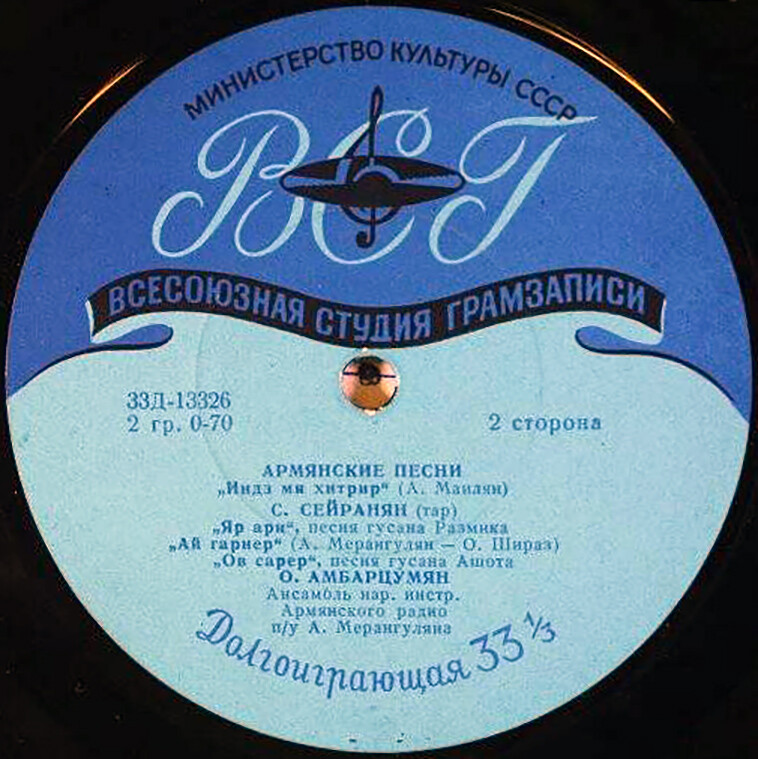 МИНИСТЕРСТВО КУЛЬТУРЫ СССР
ВСГ
ВСЕСОЮЗНАЯ СТУДИЯ ГРАМЗАПИСИ
33Д-13326
2 гр. 0-70
2 сторона
АРМЯНСКИЕ ПЕСНИ
„Индз ми хитрир“ (А. Маилян)
С. СЕЙРАНЯН (тар)
„Яр ари“, песня гусана Размика
„Ай гарнер“ (А. Мерангулян — О. Шираз)
„Ов сарер“, песня гусана Ашота
О. АМБАРЦУМЯН
Ансамбль нар. инстр.
Армянского радио
п/у А. Мерангуляна
Долгоиграющая 33 ⅓